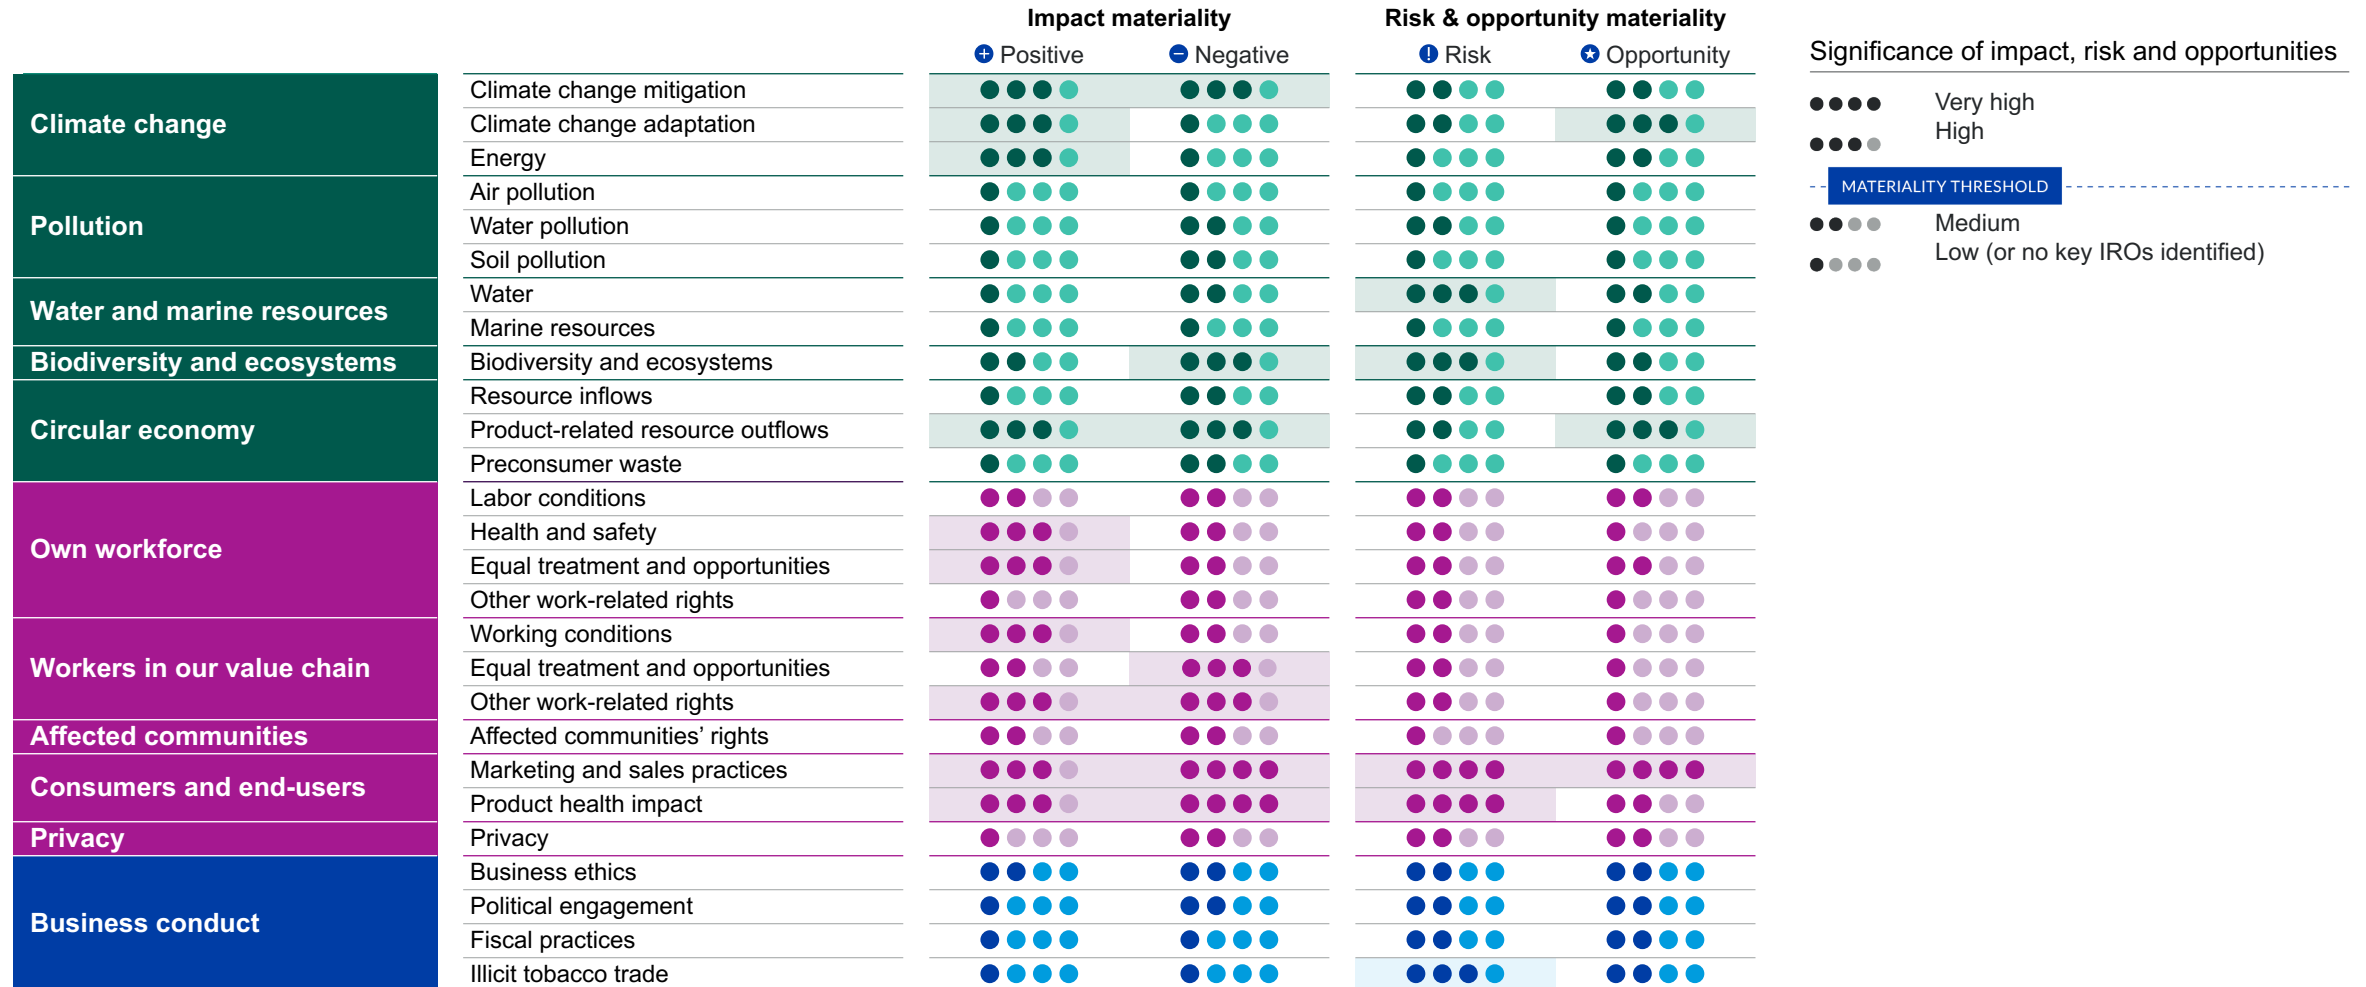 Impact materiality
Risk & opportunity materiality
Positive
Negative
Risk
Opportunity
Significance of impact, risk and opportunities
Very high
High
MATERIALITY THRESHOLD
Medium
Low (or no key IROs identified)
Climate change
Climate change mitigation
Climate change adaptation
Energy
Pollution
Air pollution
Water pollution
Soil pollution
Water and marine resources
Water
Marine resources
Biodiversity and ecosystems
Biodiversity and ecosystems
Circular economy
Resource inflows
Product-related resource outflows
Preconsumer waste
Own workforce
Labor conditions
Health and safety
Equal treatment and opportunities
Other work-related rights
Workers in our value chain
Working conditions
Equal treatment and opportunities
Other work-related rights
Affected communities
Affected communities’ rights
Consumers and end-users
Marketing and sales practices
Product health impact
Privacy
Privacy
Business conduct
Business ethics
Political engagement
Fiscal practices
Illicit tobacco trade